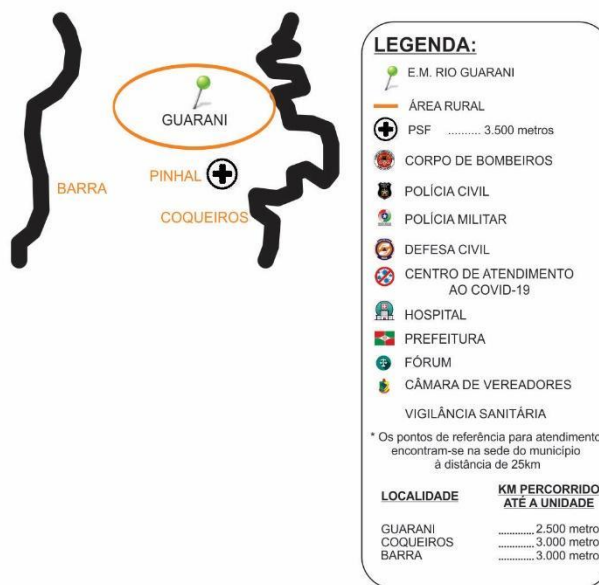 GUARANI
PINHAL
BARRA
COQUEIROS
LEGENDA:
E.M. RIO GUARANI
ÁREA RURAL
PSF .......... 3.500 metros
CORPO DE BOMBEIROS
POLÍCIA CIVIL
POLÍCIA MILITAR
DEFESA CIVIL
CENTRO DE ATENDIMENTO
AO COVID-19
HOSPITAL
PREFEITURA
FÓRUM
CÂMARA DE VEREADORES
VIGILÂNCIA SANITÁRIA
* Os pontos de referência para atendimento
encontram-se na sede do município
á distância de 25km
LOCALIDADE KM PERCORRIDO
ATÉ A UNIDADE
GUARANI ............. 2.500 metro
COQUEIROS ............. 3.000 metro
BARRA ............. 3.000 metro